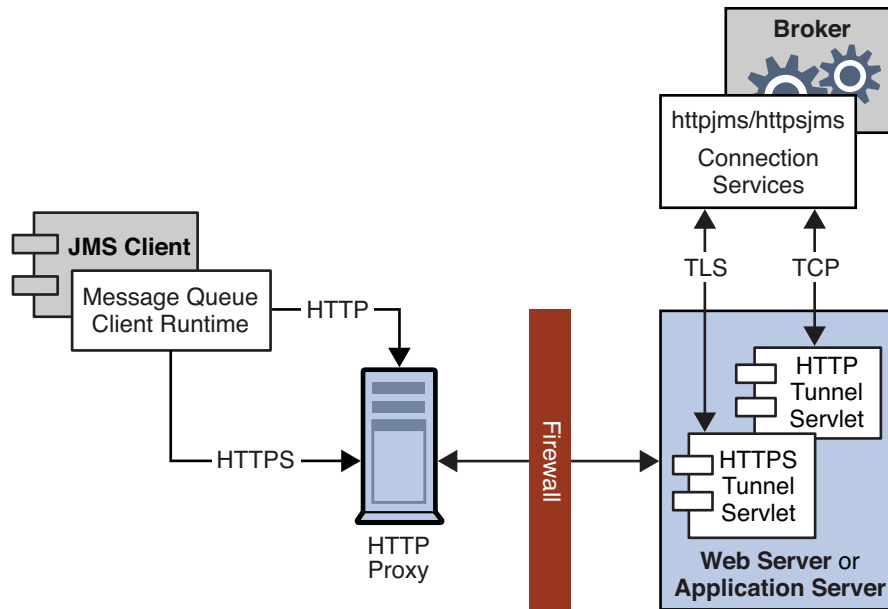 Broker
httpjms/httpsjms
Connection
Services
JMS Client
Message Queue
Client Runtime
HTTP
HTTPS
HTTP
Proxy
Firewall
TLS
TCP
HTTP
Tunnel
Servlet
HTTPS
Tunnel
Servlet
Web Server or
Application Server